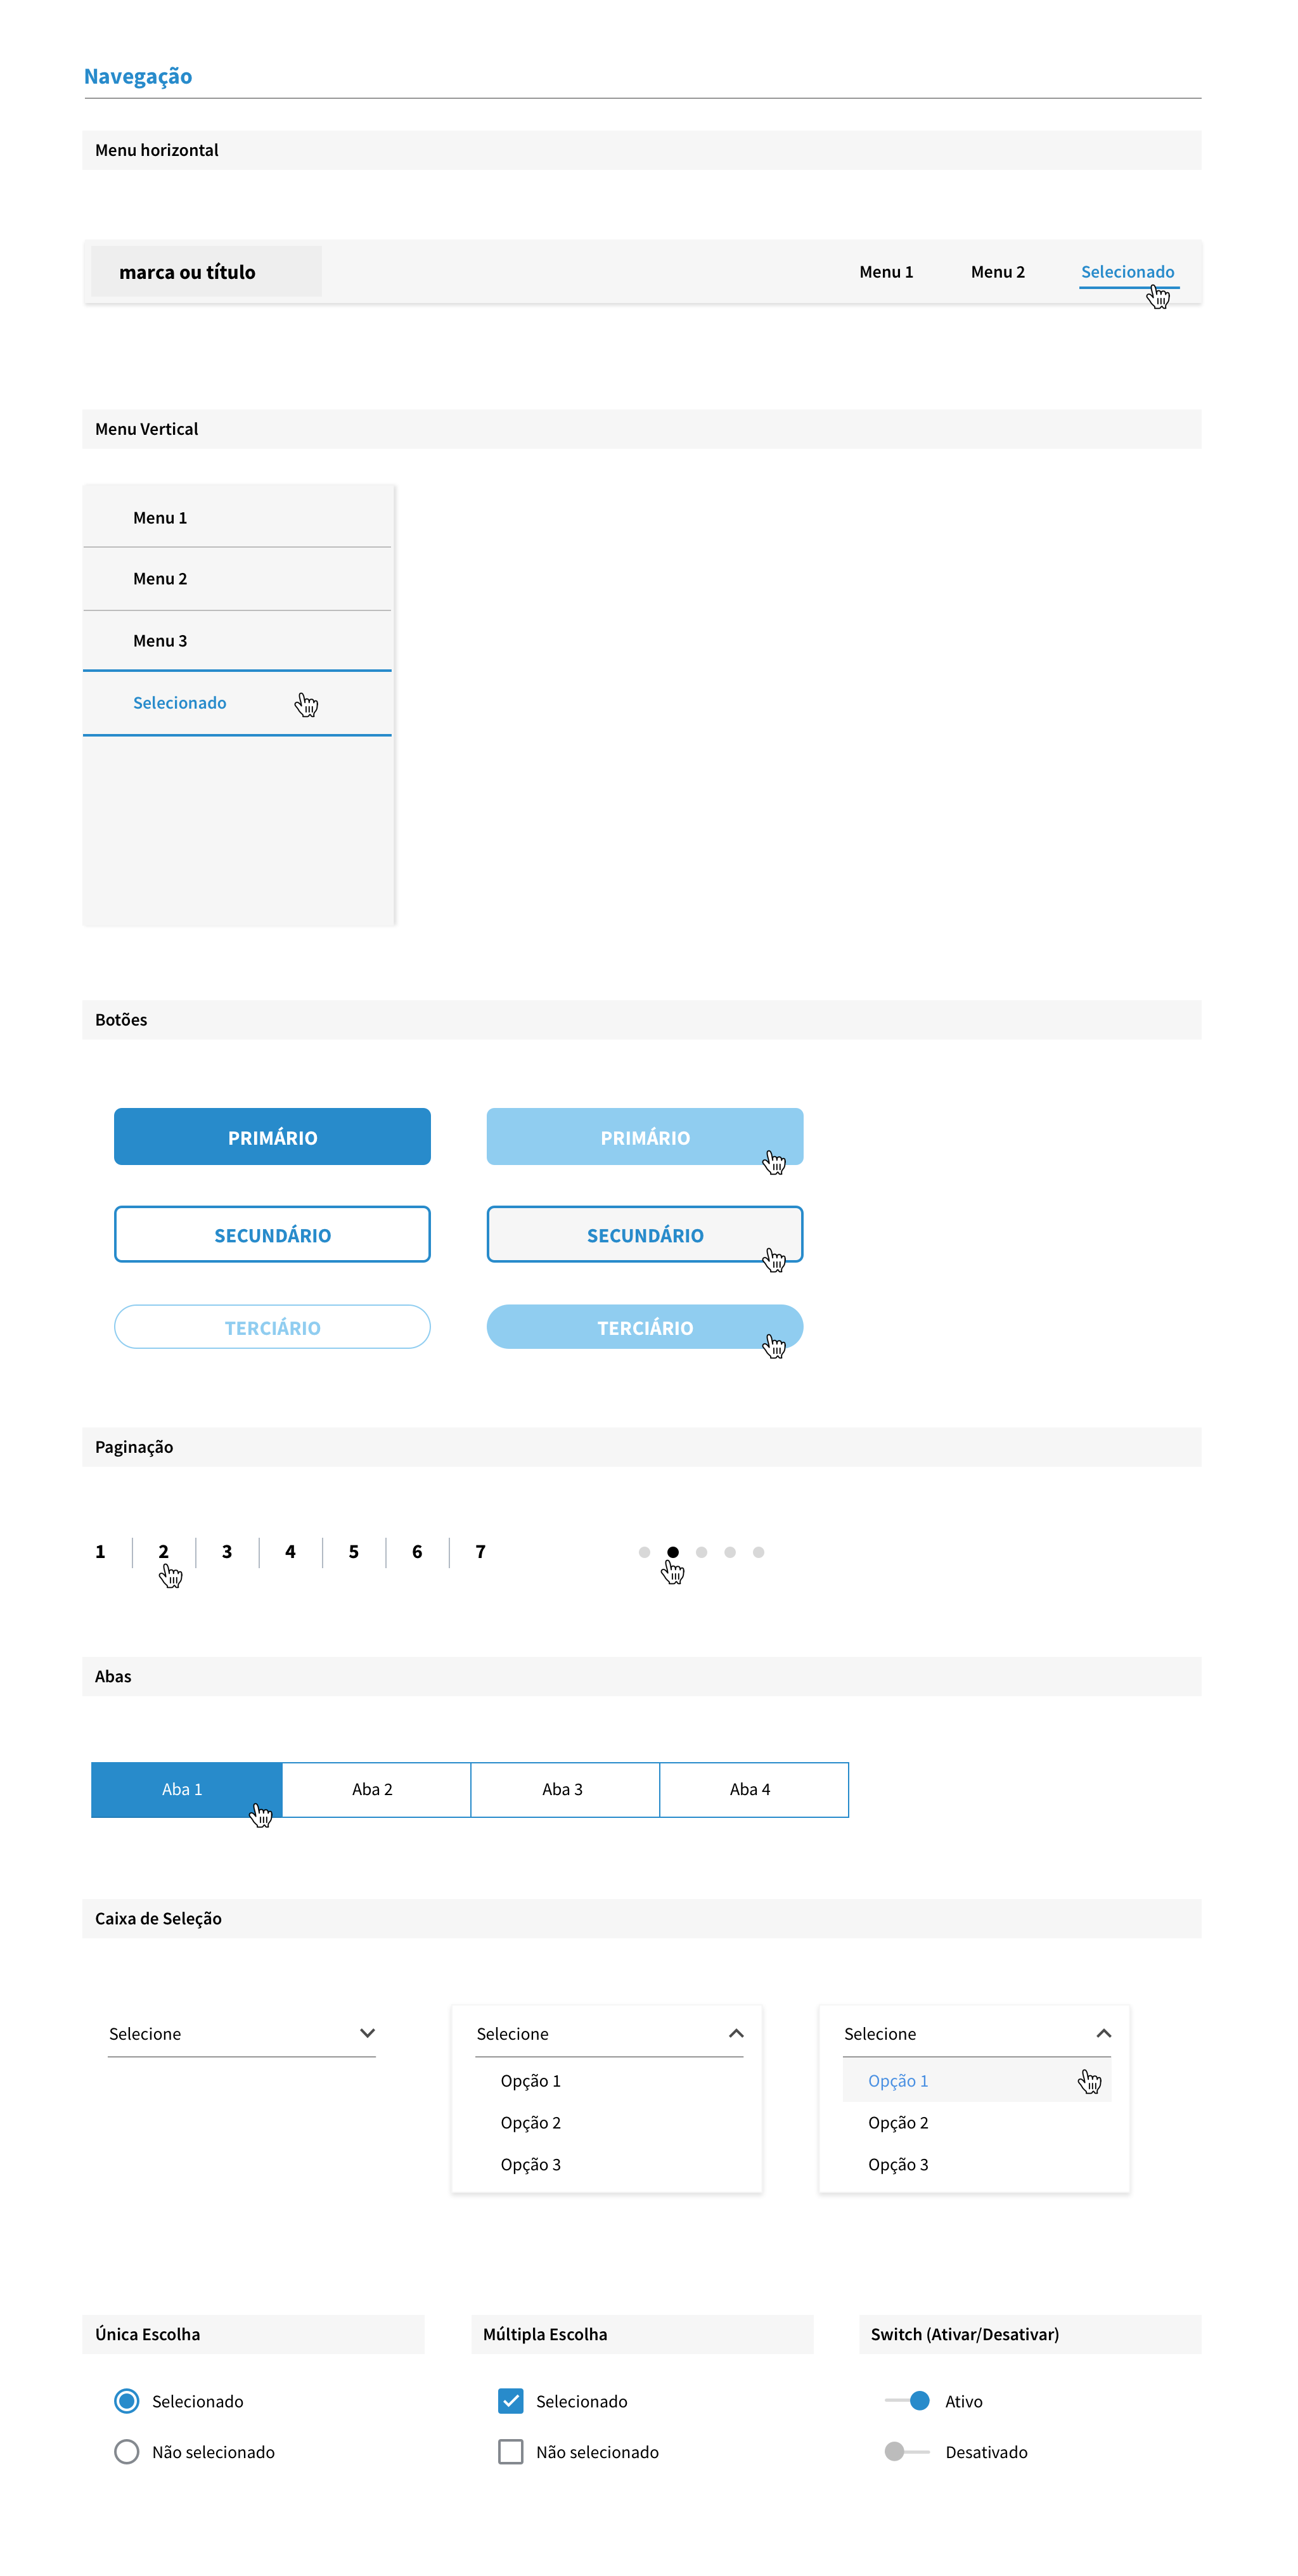 Navegação
Menu horizontal
marca ou título Menu 1 Menu 2 Selecionado
Menu Vertical
Menu 1
Menu 2
Menu 3
Selecionado
Botões
PRIMÁRIO PRIMÁRIO
SECUNDÁRIO SECUNDÁRIO
TERCIÁRIO TERCIÁRIO
Paginação
1 2 3 4 5 6 7
Abas
Aba 1 Aba 2 Aba 3 Aba 4
Caixa de Seleção
Selecione Selecione Selecione
Opção 1 Opção 1
Opção 2 Opção 2
Opção 3 Opção 3
Única Escolha Múltipla Escolha Switch (Ativar/Desativar)
Selecionado Selecionado Ativo
Não selecionado Não selecionado Desativado